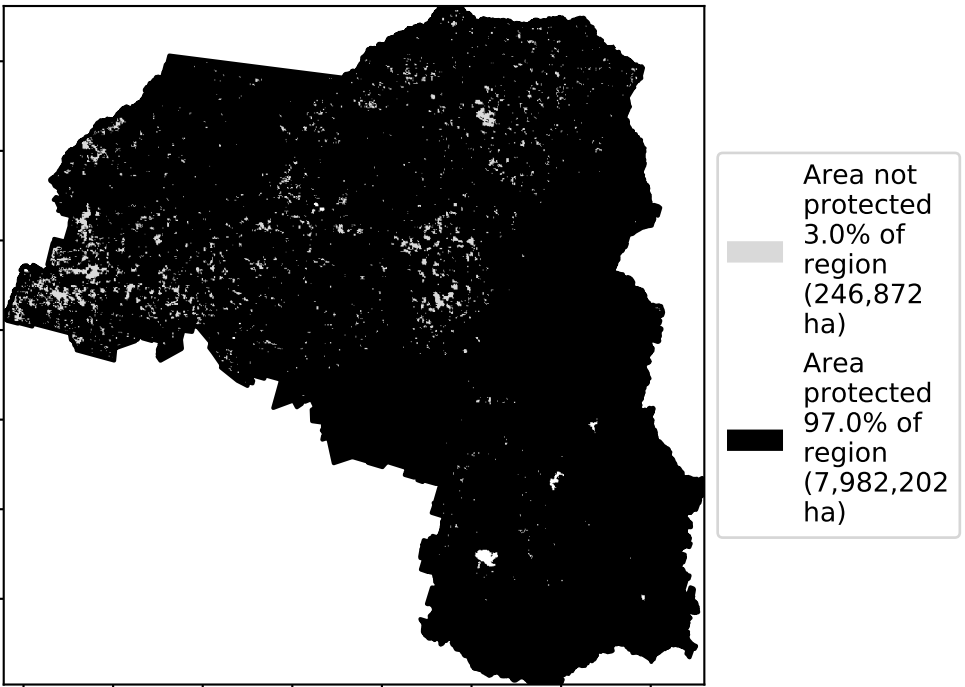 Area not
protected
3.0% of
region
(246,872
ha)
Area
protected
97.0% of
region
(7,982,202
ha)